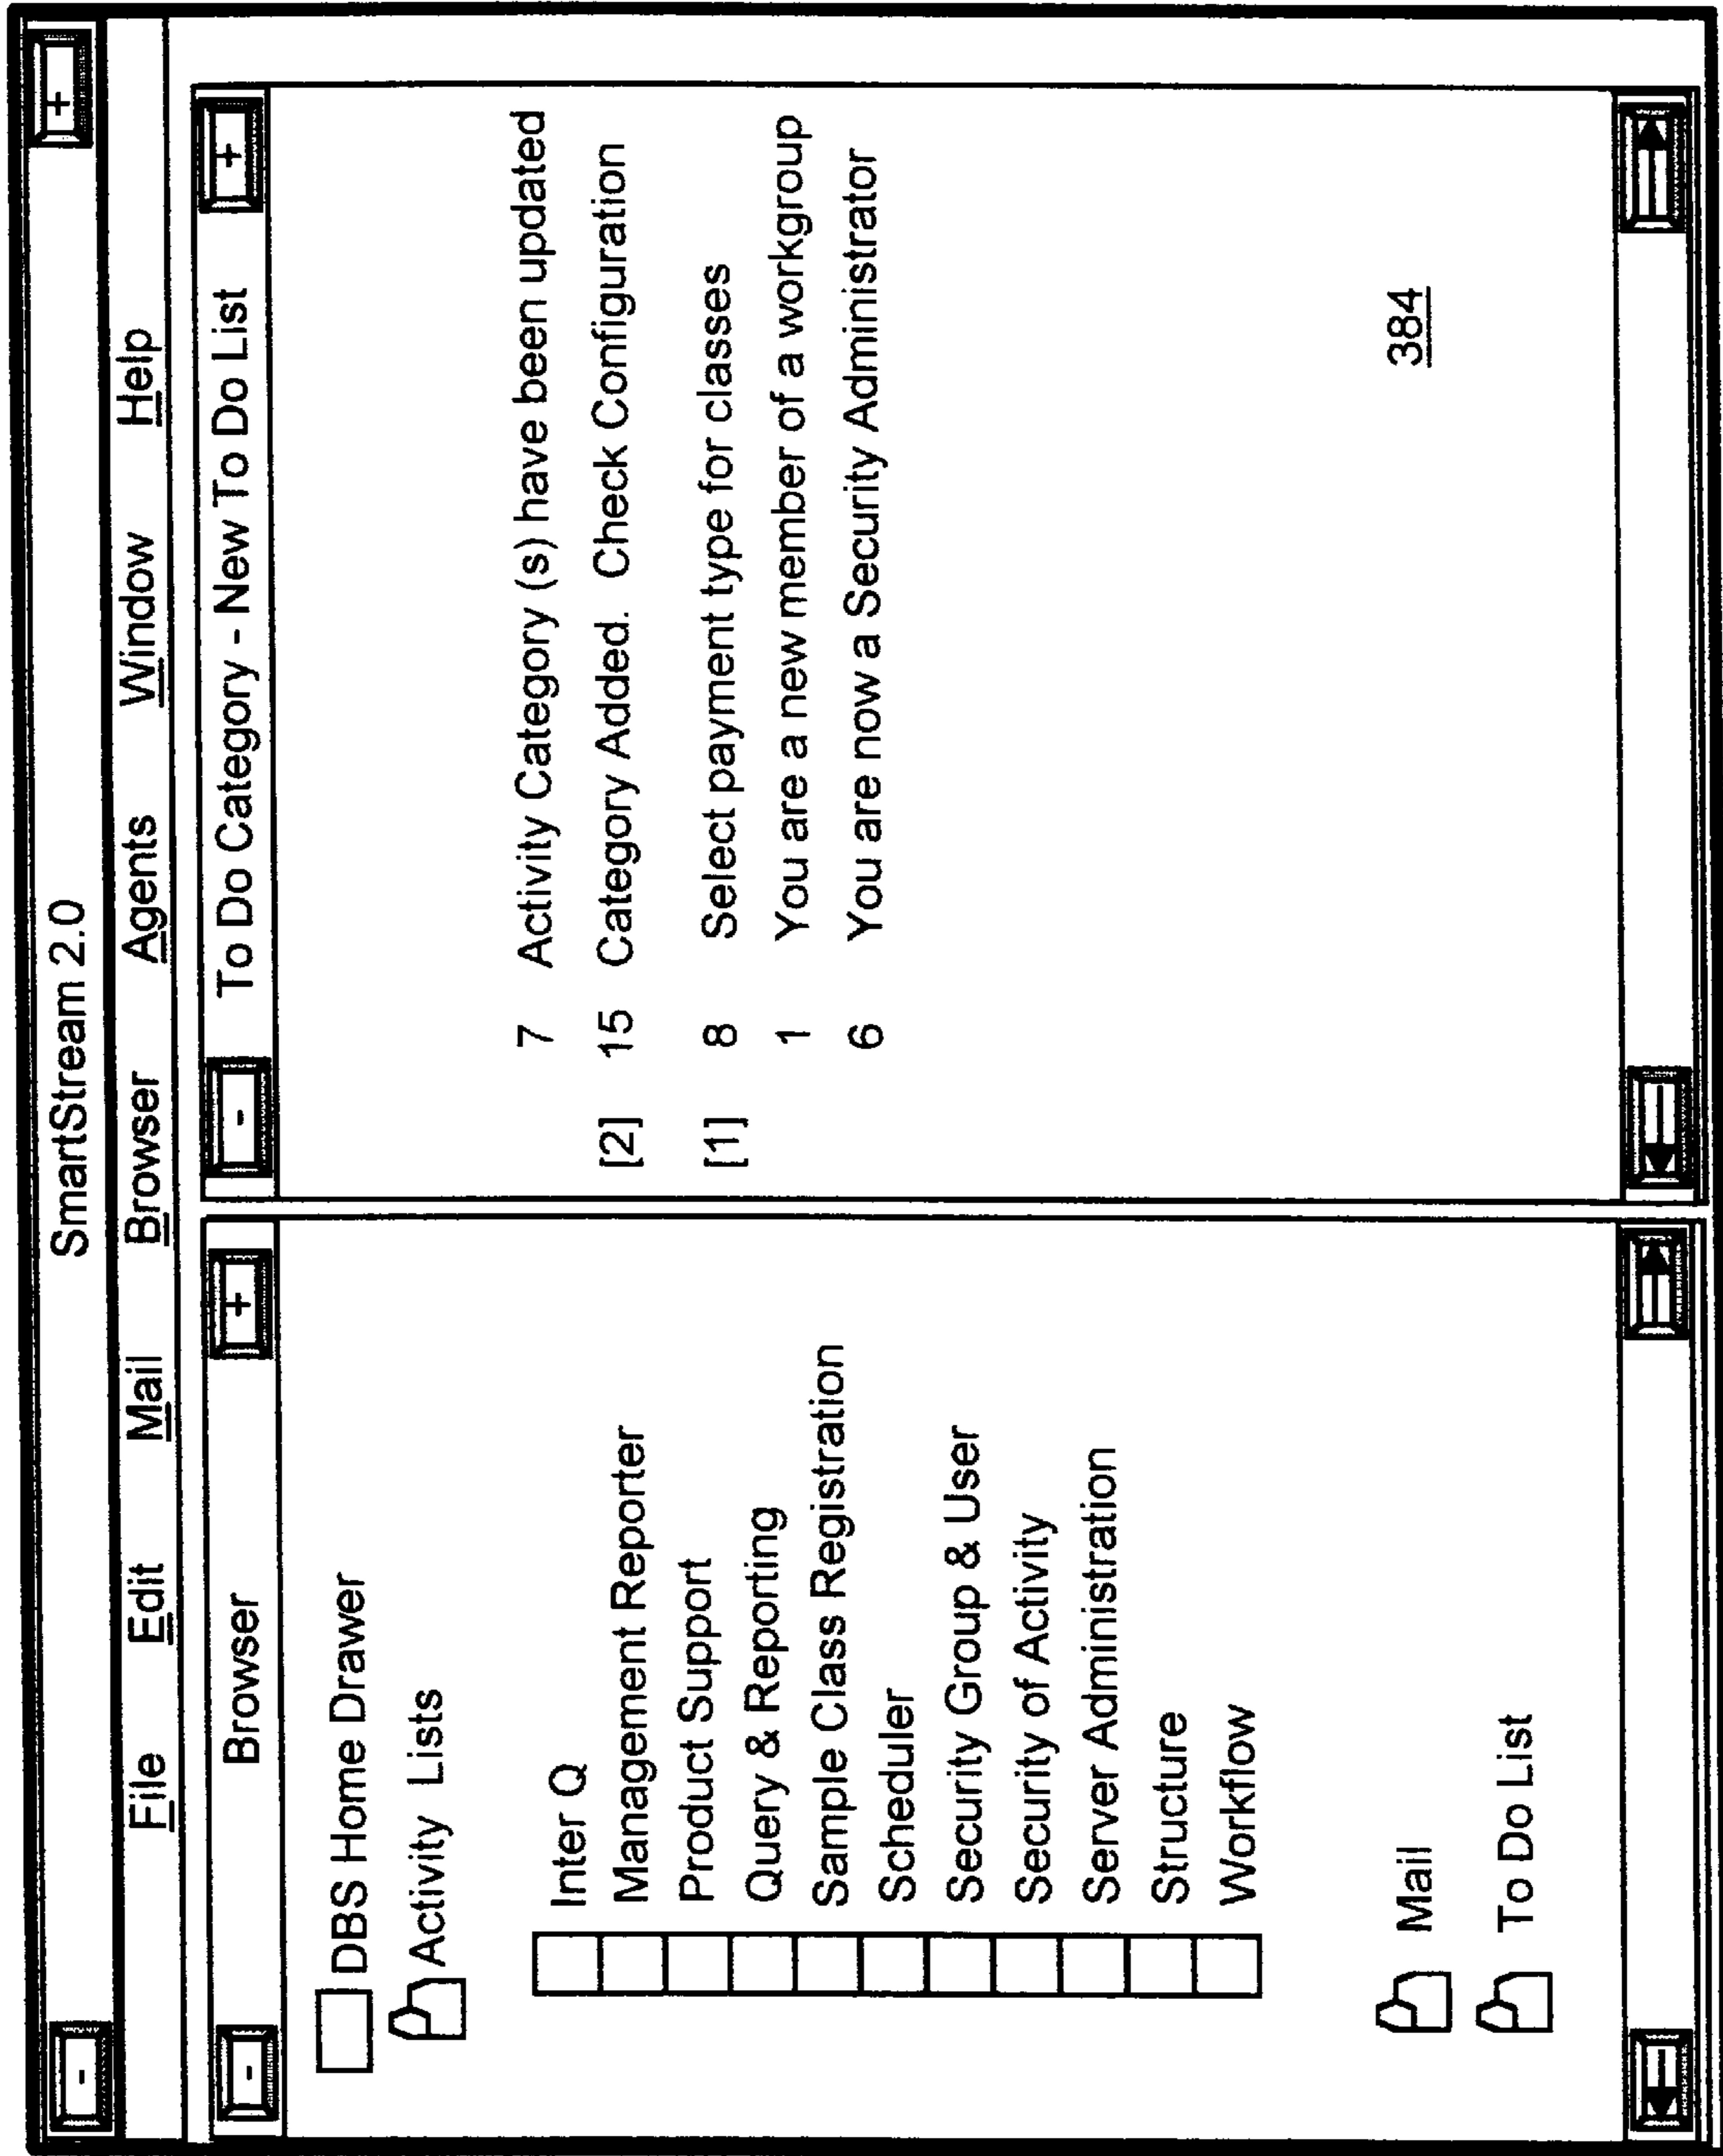 SmartStream 2.0
-
+
File Edit Mail Browser Agents Window Help
- Browser +
DBS Home Drawer
Activity Lists
Inter Q
Management Reporter
Product Support
Query & Reporting
Sample Class Registration
Scheduler
Security Group & User
Security of Activity
Server Administration
Structure
Workflow
Mail
To Do List
- To Do Category - New To Do List +
7 Activity Category (s) have been updated
[2] 15 Category Added. Check Configuration
[1] 8 Select payment type for classes
1 You are a new member of a workgroup
6 You are now a Security Administrator
384